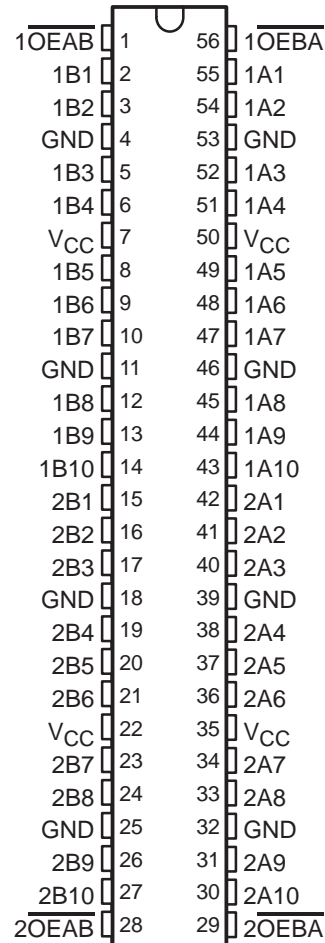 1OEAB 1 56 1OEBA
1B1 2 55 1A1
1B2 3 54 1A2
GND 4 53 GND
1B3 5 52 1A3
1B4 6 51 1A4
VCC 7 50 VCC
1B5 8 49 1A5
1B6 9 48 1A6
1B7 10 47 1A7
GND 11 46 GND
1B8 12 45 1A8
1B9 13 44 1A9
1B10 14 43 1A10
2B1 15 42 2A1
2B2 16 41 2A2
2B3 17 40 2A3
GND 18 39 GND
2B4 19 38 2A4
2B5 20 37 2A5
2B6 21 36 2A6
VCC 22 35 VCC
2B7 23 34 2A7
2B8 24 33 2A8
GND 25 32 GND
2B9 26 31 2A9
2B10 27 30 2A10
2OEAB 28 29 2OEBA